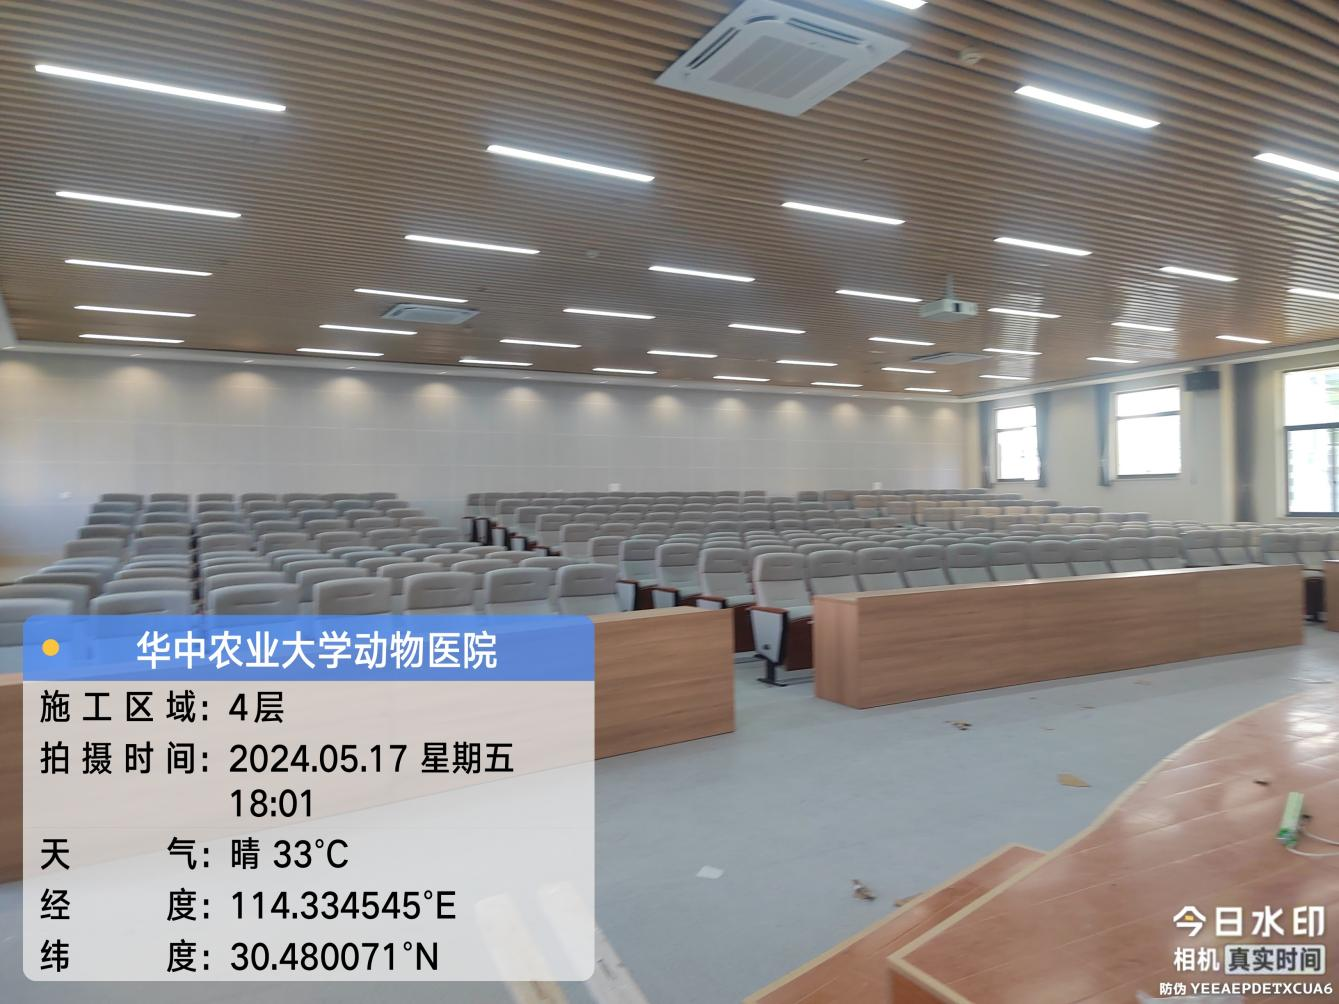 华中农业大学动物医院
施工区域：4层
拍摄时间：2024.05.17 星期五
18:01
天气：晴 33°C
经度：114.334545°E
纬度：30.480071°N
今日水印
相机 真实时间
防伪 YEEAEPDETXCUA6